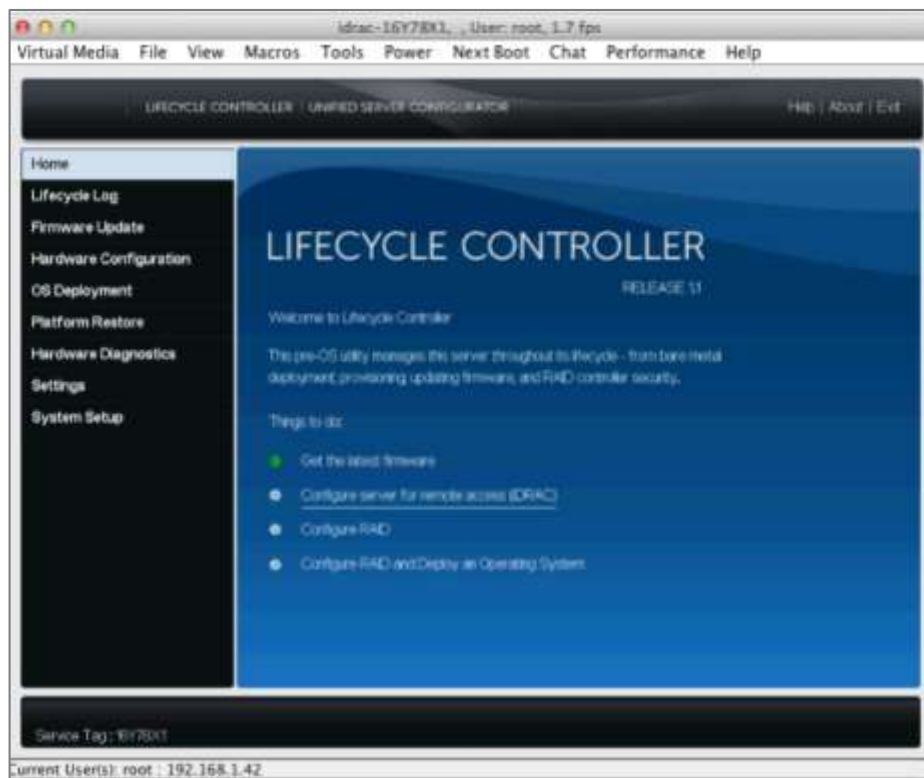 idrac-16Y78X1, , User: root, 1.7 fps
Virtual Media File View Macros Tools Power Next Boot Chat Performance Help
LIFECYCLE CONTROLLER | UNIFIED SERVER CONFIGURATOR
Help | About | Exit
Home
Lifecycle Log
Firmware Update
Hardware Configuration
OS Deployment
Platform Restore
Hardware Diagnostics
Settings
System Setup
LIFECYCLE CONTROLLER
RELEASE 1.1
Welcome to Lifecycle Controller
This pre-OS utility manages this server throughout its lifecycle - from bare metal
deployment, provisioning, updating firmware, and RAID controller security.
Things to do:
Get the latest firmware
Configure server for remote access (iDRAC)
Configure RAID
Configure RAID and Deploy an Operating System
Service Tag : 16Y78X1
Current User(s): root : 192.168.1.42